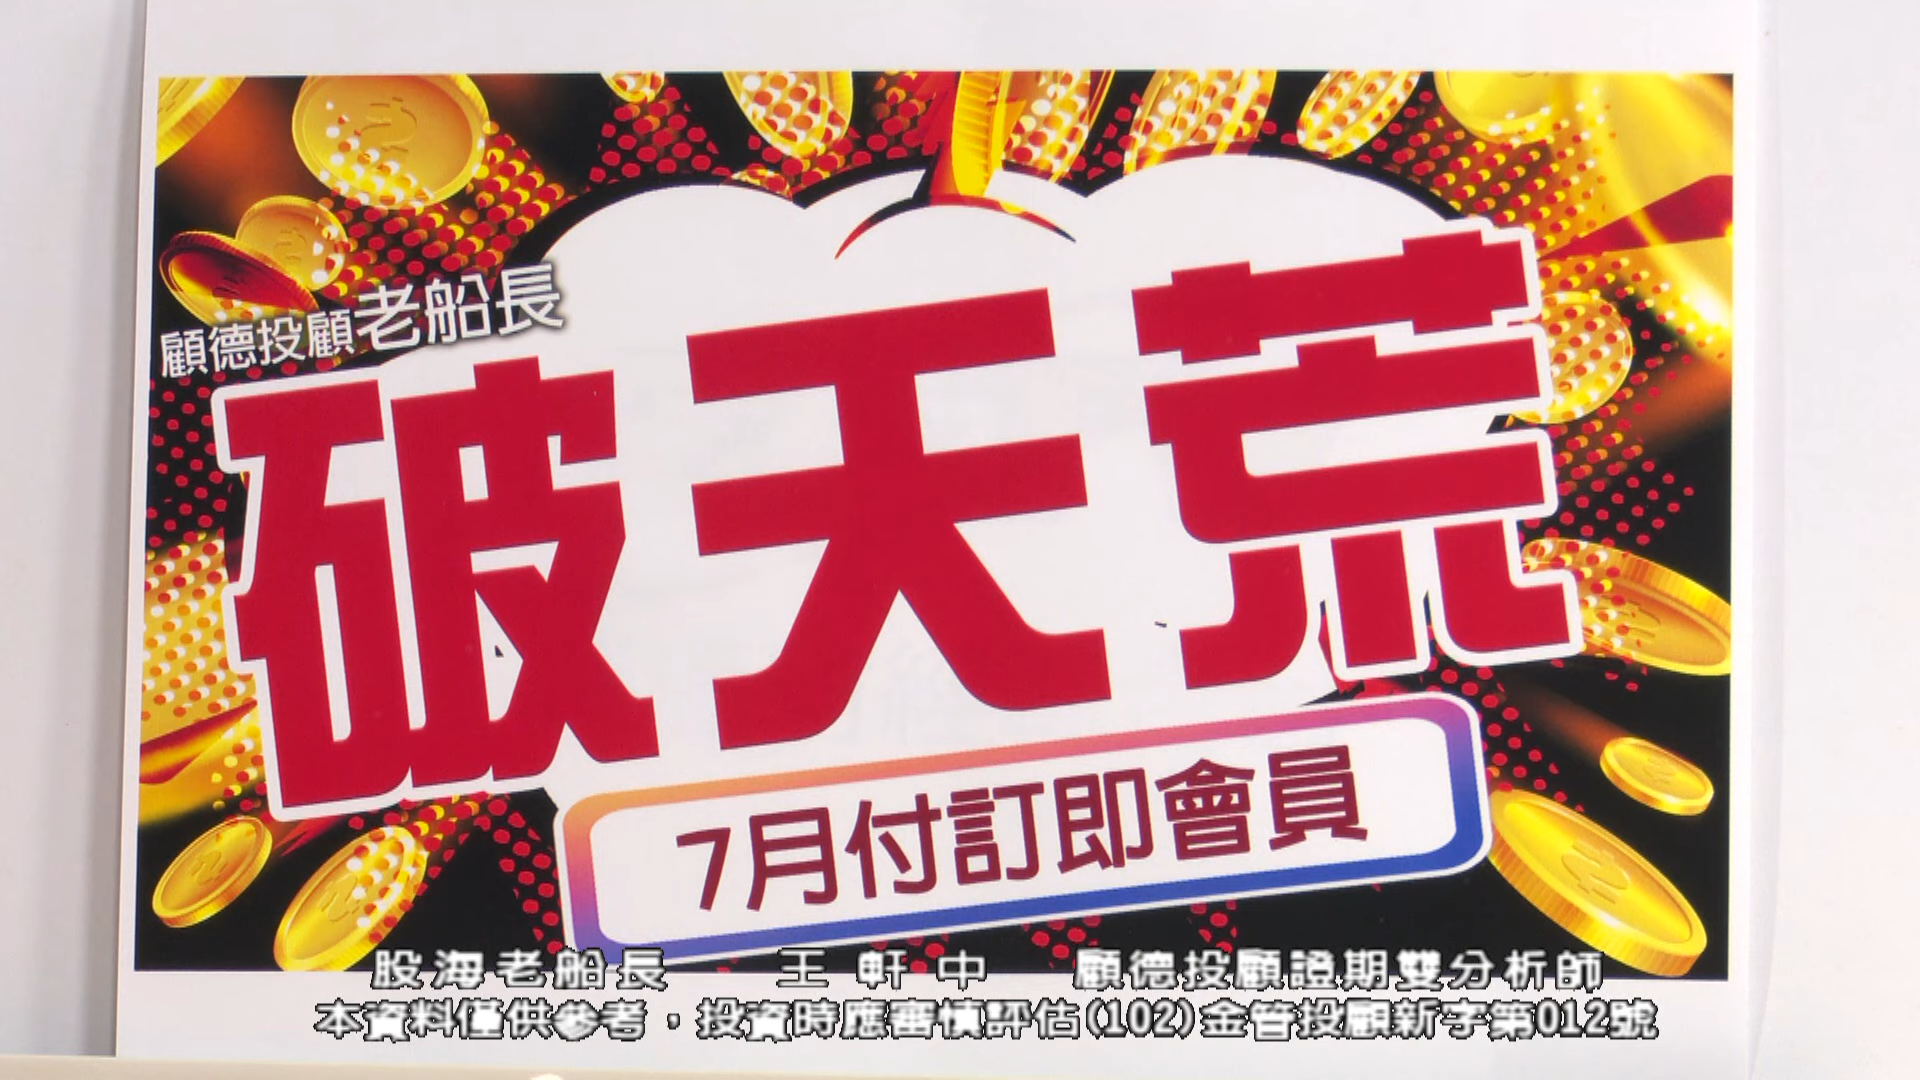 顧德投顧老船長
破天荒
7月付訂即會員
股海老船長 王軒中 顧德投顧證期雙分析師
本資料僅供參考，投資時應審慎評估(102)金管投顧新字第012號